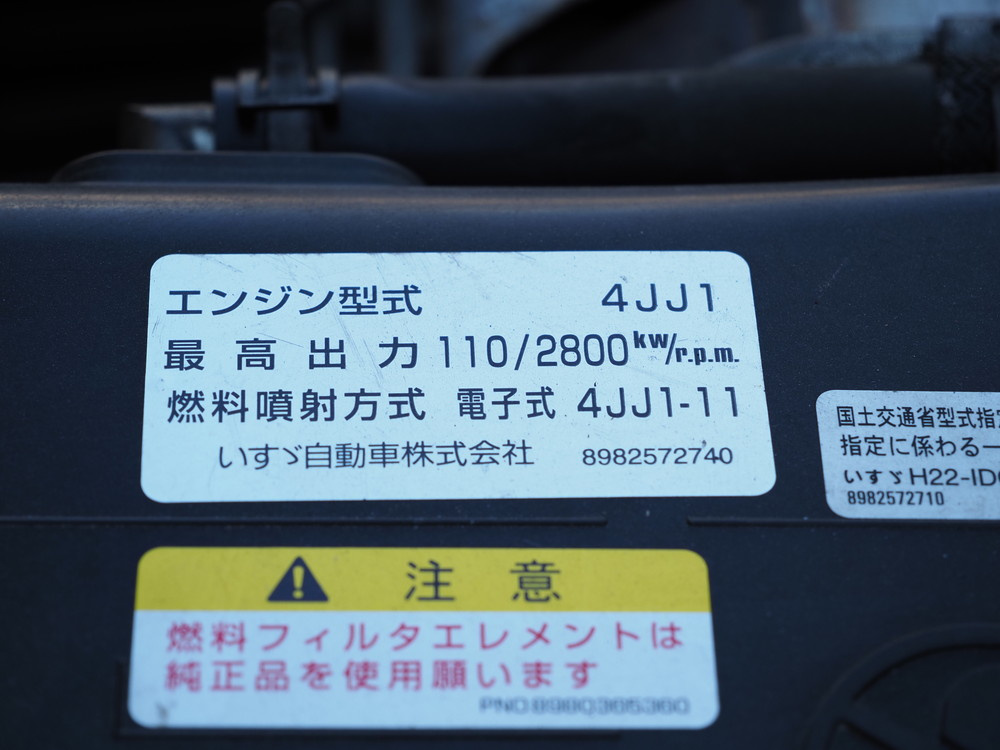 エンジン型式 4JJ1
最高出力 110/2800kw/r.p.m.
燃料噴射方式 電子式 4JJ1-11
いすゞ自動車株式会社 8982572740
国土交通省型式指定
指定に係わる一
いすゞH22-ID
8982572710
注意
燃料フィルタエレメントは
純正品を使用願います
PNO.8980365360